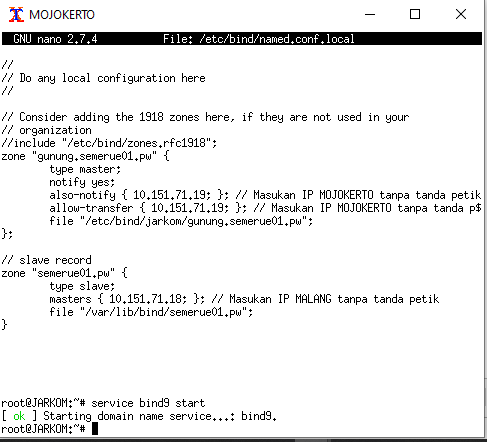 MOJOKERTO
GNU nano 2.7.4 File: /etc/bind/named.conf.local
//
// Do any local configuration here
//
// Consider adding the 1918 zones here, if they are not used in your
// organization
//include "/etc/bind/zones.rfc1918";
zone "gunung.semerue01.pw" {
type master;
notify yes;
also-notify { 10.151.71.19; }; // Masukan IP MOJOKERTO tanpa tanda petik
allow-transfer { 10.151.71.19; }; // Masukan IP MOJOKERTO tanpa tanda p$
file "/etc/bind/jarkom/gunung.semerue01.pw";
};
// slave record
zone "semerue01.pw" {
type slave;
masters { 10.151.71.18; }; // Masukan IP MALANG tanpa tanda petik
file "/var/lib/bind/semerue01.pw";
}
root@JARKOM:~# service bind9 start
[ ok ] Starting domain name service...: bind9.
root@JARKOM:~#